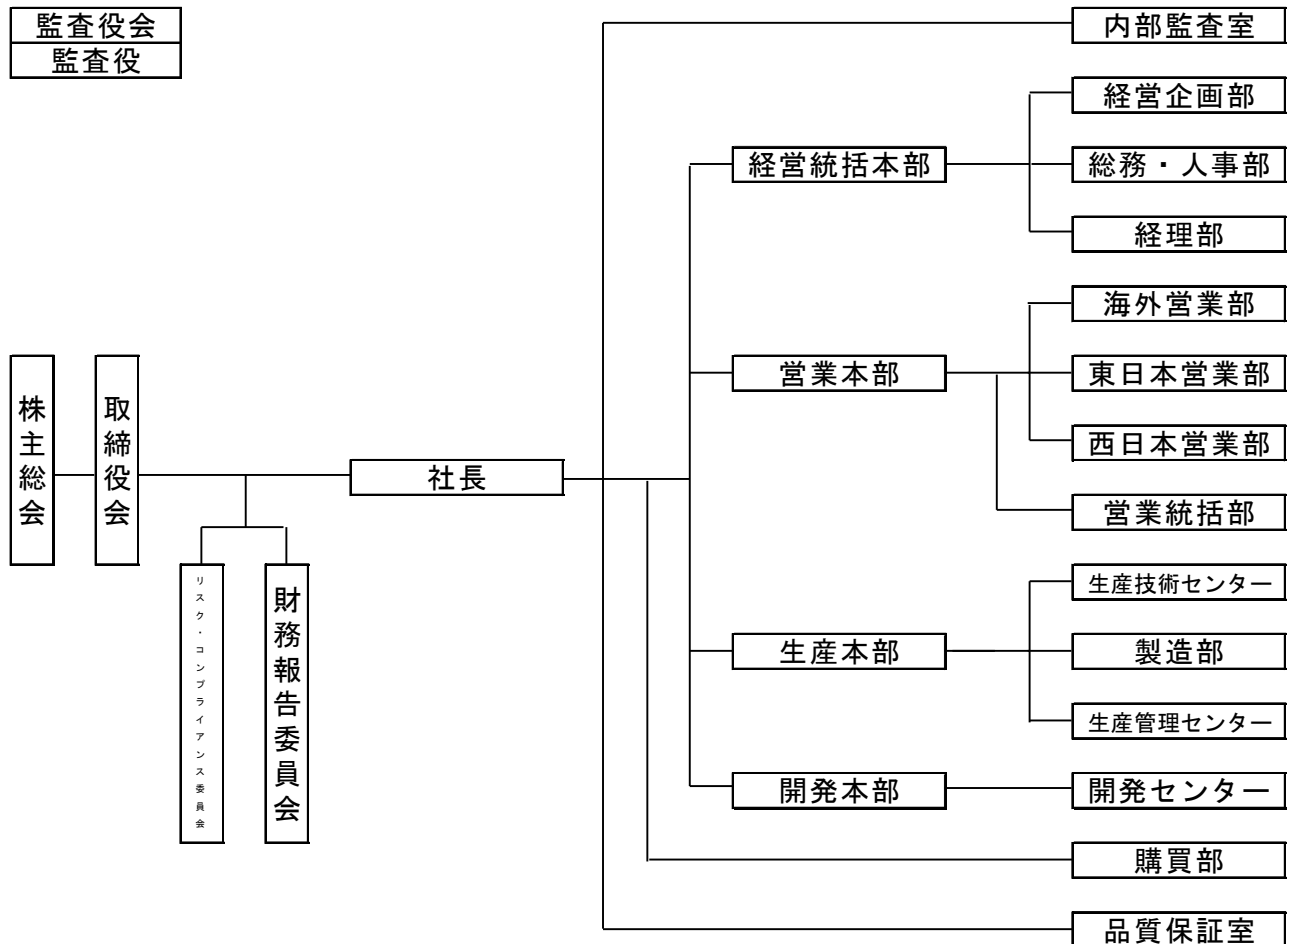 監査役会
監査役
株主総会
取締役会
リスク・コンプライアンス委員会
財務報告委員会
社長
内部監査室
経営統括本部
経営企画部
総務・人事部
経理部
営業本部
海外営業部
東日本営業部
西日本営業部
営業統括部
生産本部
生産技術センター
製造部
生産管理センター
開発本部
開発センター
購買部
品質保証室